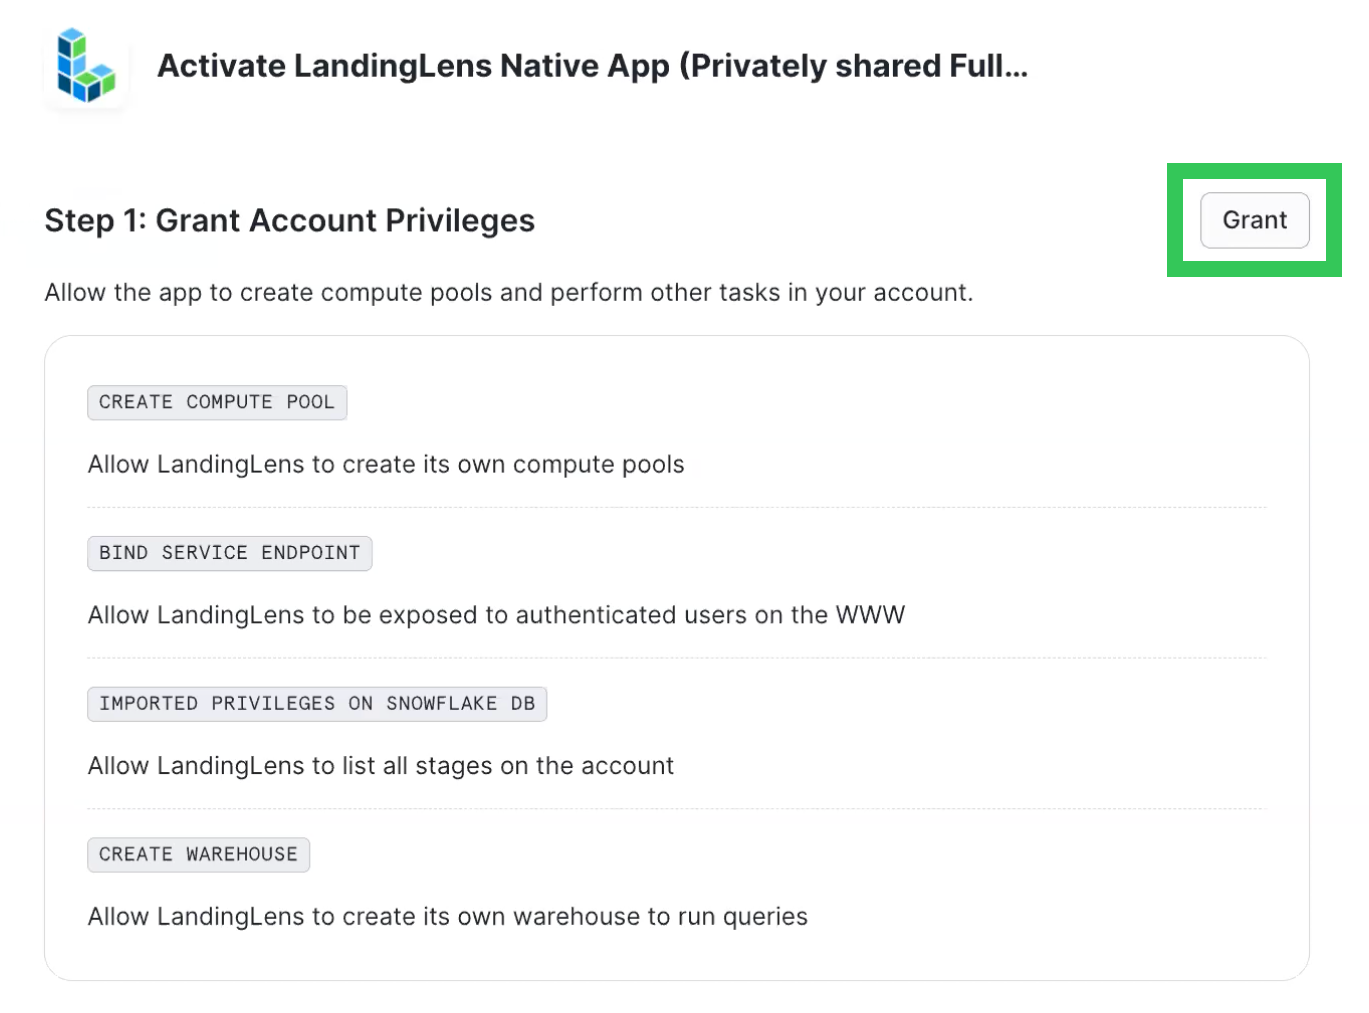 Activate LandingLens Native App (Privately shared Full...
Step 1: Grant Account Privileges
Grant
Allow the app to create compute pools and perform other tasks in your account.
CREATE COMPUTE POOL
Allow LandingLens to create its own compute pools
BIND SERVICE ENDPOINT
Allow LandingLens to be exposed to authenticated users on the WWW
IMPORTED PRIVILEGES ON SNOWFLAKE DB
Allow LandingLens to list all stages on the account
CREATE WAREHOUSE
Allow LandingLens to create its own warehouse to run queries